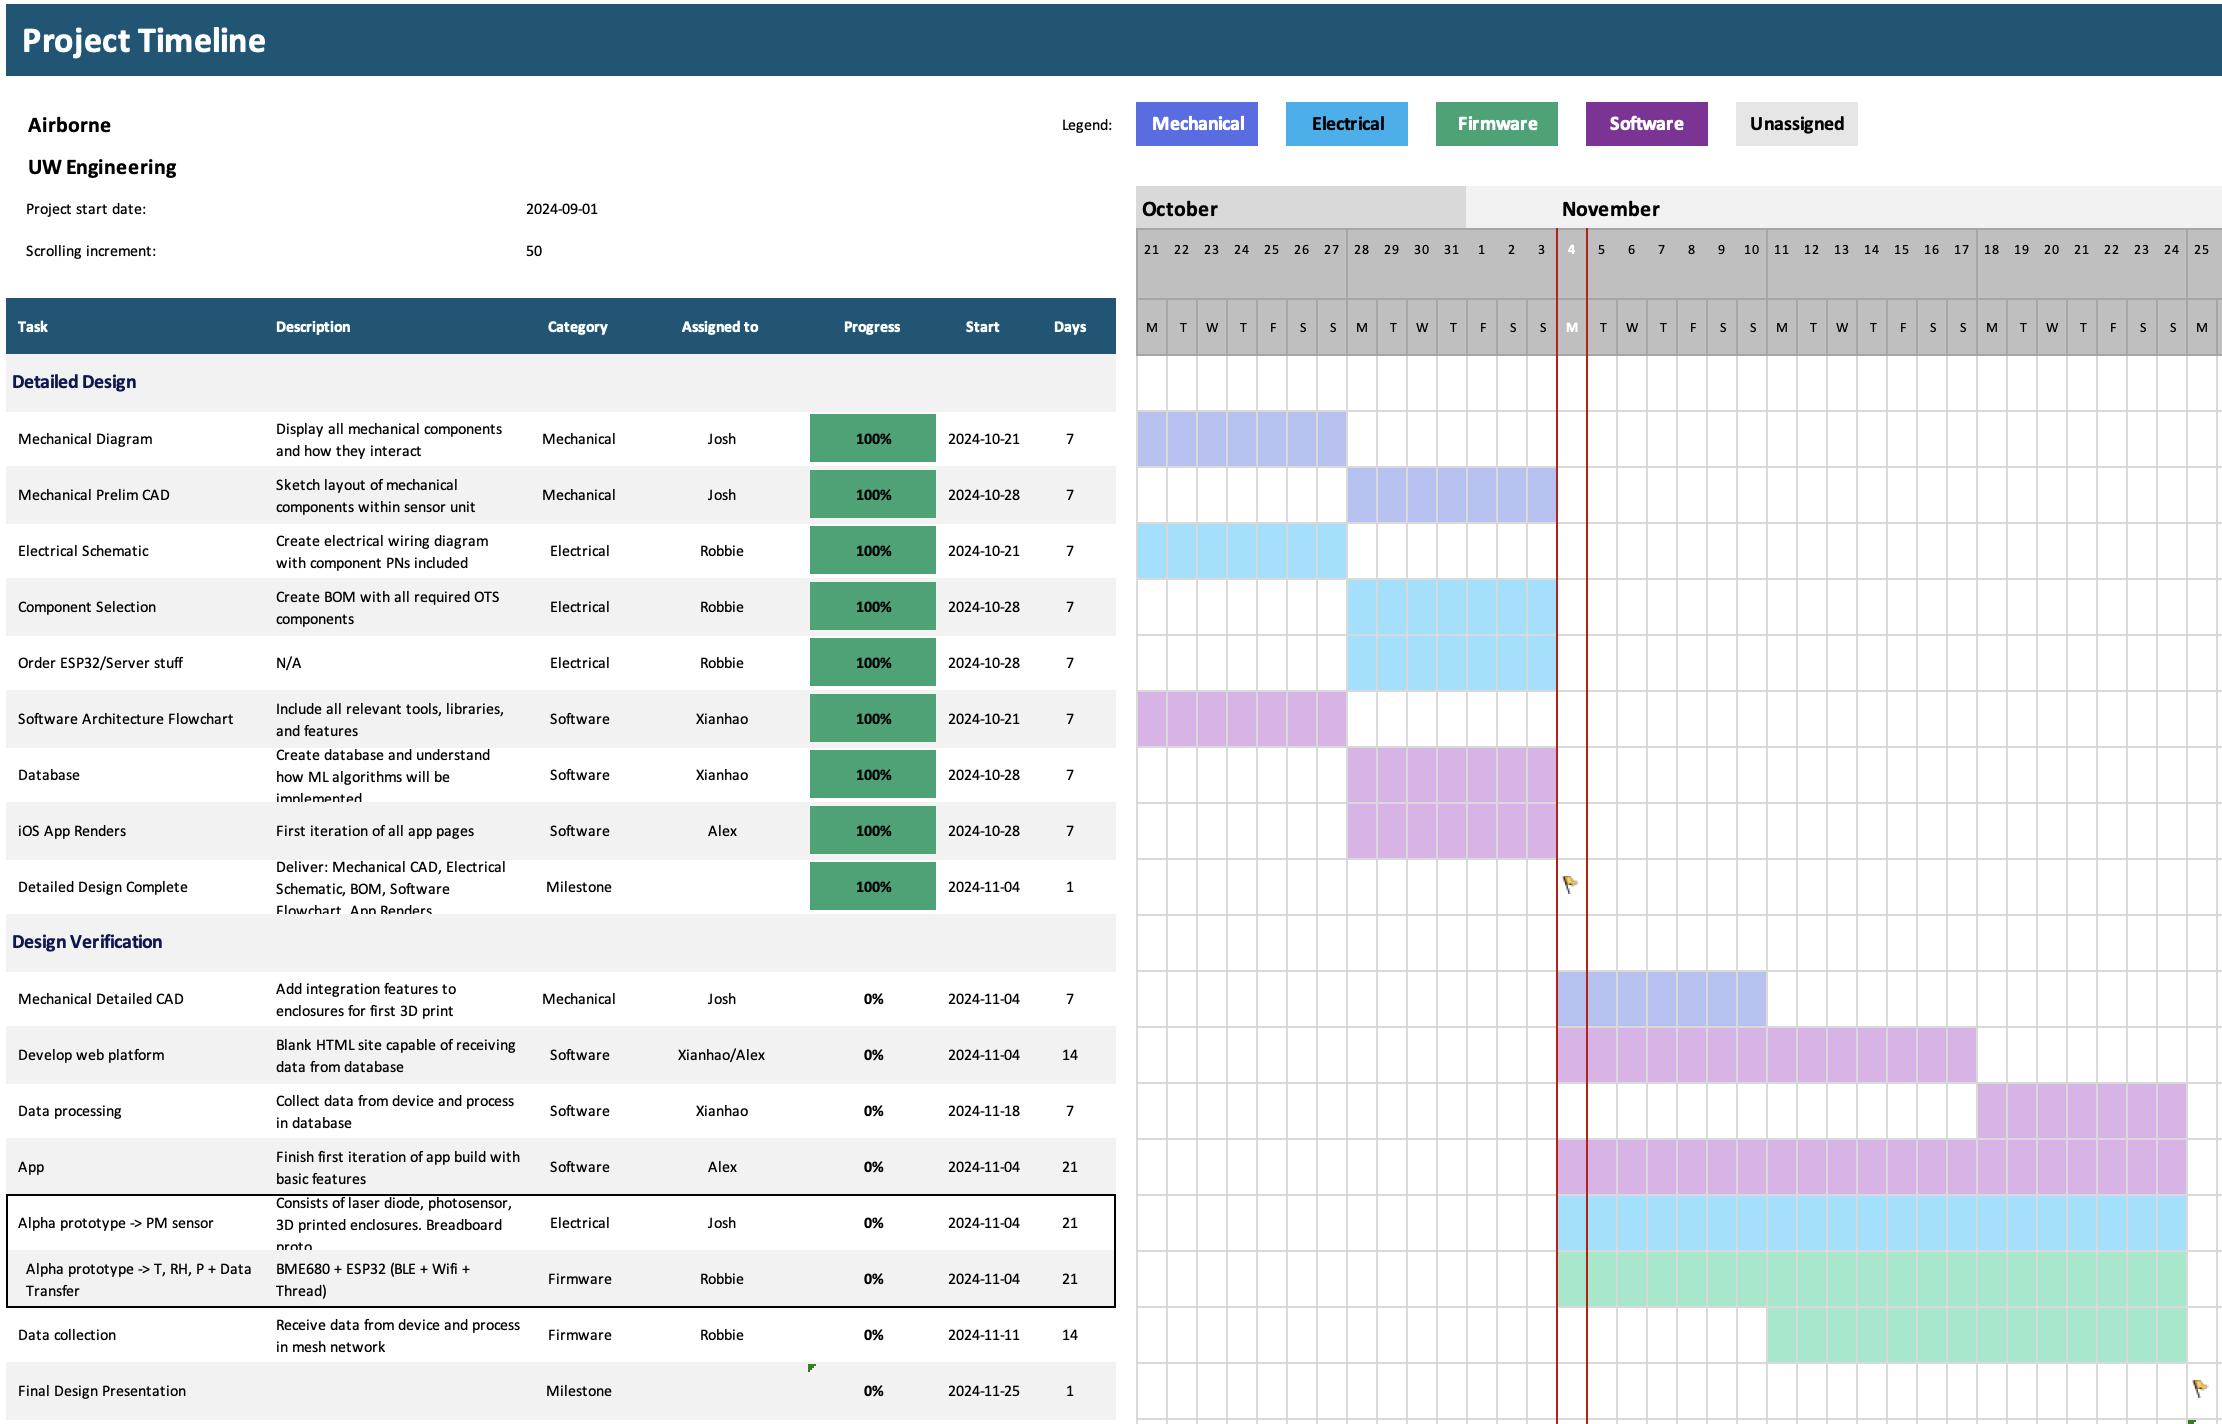 Project Timeline
Airborne
Legend:
Mechanical Electrical Firmware Software Unassigned
UW Engineering
Project start date: 2024-09-01
October November
Scrolling increment: 50
21 22 23 24 25 26 27 28 29 30 31 1 2 3 4 5 6 7 8 9 10 11 12 13 14 15 16 17 18 19 20 21 22 23 24 25
Task Description Category Assigned to Progress Start Days
M T W T F S S M T W T F S S M T W T F S S M T W T F S S M T W T F S S M
Detailed Design
Mechanical Diagram
Display all mechanical components
and how they interact
Mechanical Josh 100% 2024-10-21 7
Mechanical Prelim CAD
Sketch layout of mechanical
components within sensor unit
Mechanical Josh 100% 2024-10-28 7
Electrical Schematic
Create electrical wiring diagram
with component PNs included
Electrical Robbie 100% 2024-10-21 7
Component Selection
Create BOM with all required OTS
components
Electrical Robbie 100% 2024-10-28 7
Order ESP32/Server stuff N/A Electrical Robbie 100% 2024-10-28 7
Software Architecture Flowchart
Include all relevant tools, libraries,
and features
Software Xianhao 100% 2024-10-21 7
Database
Create database and understand
how ML algorithms will be
implemented
Software Xianhao 100% 2024-10-28 7
iOS App Renders First iteration of all app pages Software Alex 100% 2024-10-28 7
Detailed Design Complete
Deliver: Mechanical CAD, Electrical
Schematic, BOM, Software
Flowchart, App Renders
Milestone 100% 2024-11-04 1
Design Verification
Mechanical Detailed CAD
Add integration features to
enclosures for first 3D print
Mechanical Josh 0% 2024-11-04 7
Develop web platform
Blank HTML site capable of receiving
data from database
Software Xianhao/Alex 0% 2024-11-04 14
Data processing
Collect data from device and process
in database
Software Xianhao 0% 2024-11-18 7
App
Finish first iteration of app build with
basic features
Software Alex 0% 2024-11-04 21
Alpha prototype -> PM sensor
Consists of laser diode, photosensor,
3D printed enclosures. Breadboard
proto
Electrical Josh 0% 2024-11-04 21
Alpha prototype -> T, RH, P + Data
Transfer
BME680 + ESP32 (BLE + Wifi +
Thread)
Firmware Robbie 0% 2024-11-04 21
Data collection
Receive data from device and process
in mesh network
Firmware Robbie 0% 2024-11-11 14
Final Design Presentation Milestone 0% 2024-11-25 1